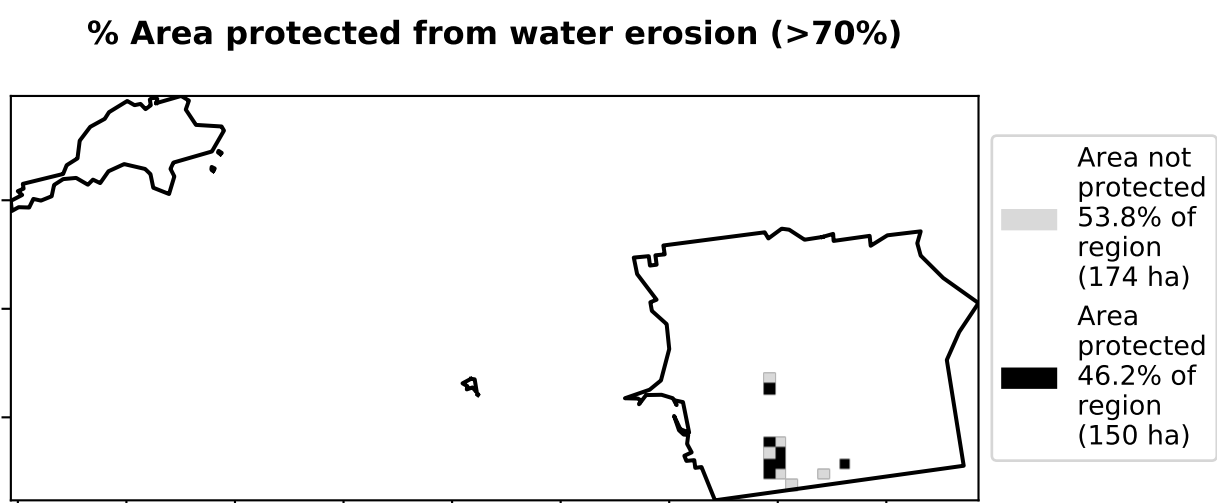 % Area protected from water erosion (>70%)
Area not
protected
53.8% of
region
(174 ha)
Area
protected
46.2% of
region
(150 ha)